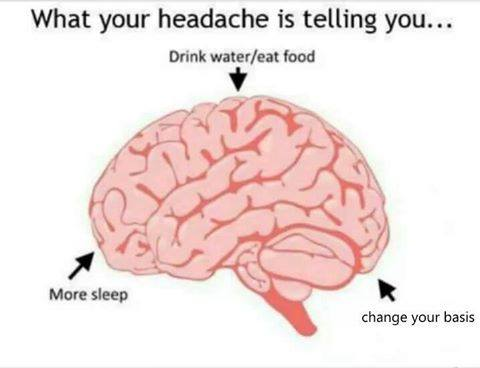 What your headache is telling you...
Drink water/eat food
More sleep
change your basis